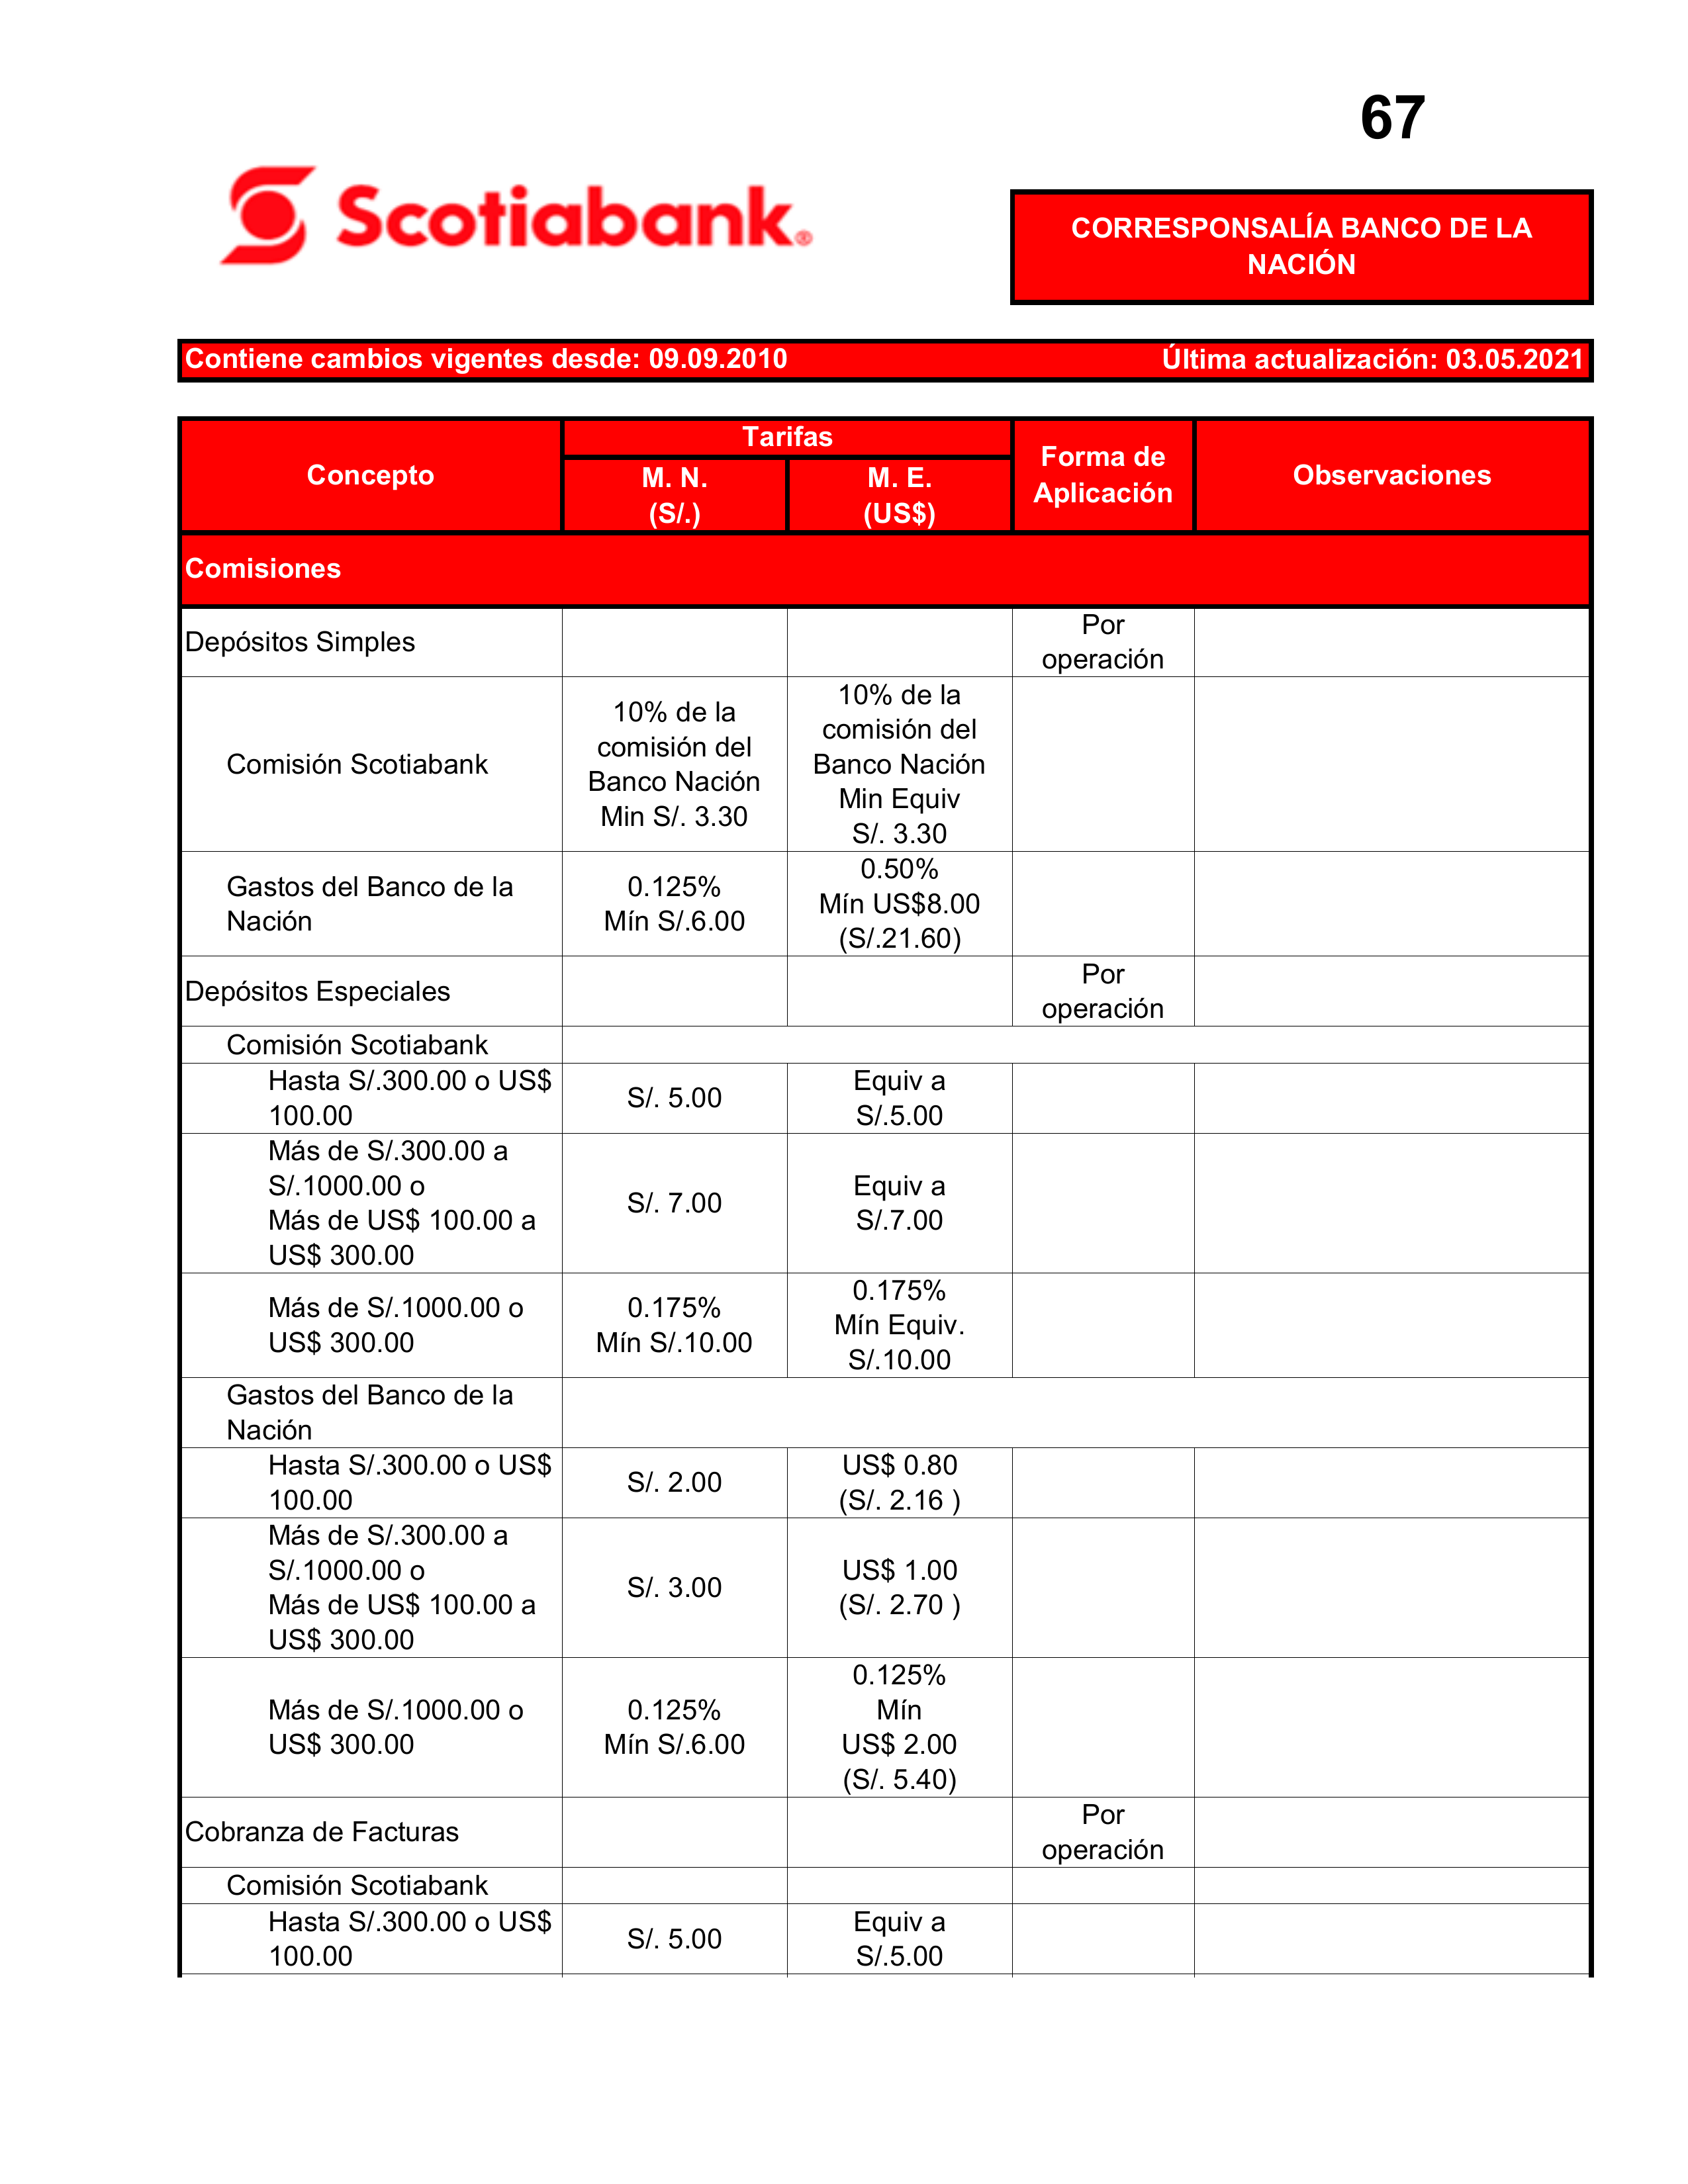 67
Scotiabank®
CORRESPONSALÍA BANCO DE LA
NACIÓN
Contiene cambios vigentes desde: 09.09.2010 Última actualización: 03.05.2021
Concepto
Tarifas
M. N.
(S/.)
M. E.
(US$)
Forma de
Aplicación
Observaciones
Comisiones
Depósitos Simples
Por
operación
Comisión Scotiabank
10% de la
comisión del
Banco Nación
Min S/. 3.30
10% de la
comisión del
Banco Nación
Min Equiv
S/. 3.30
Gastos del Banco de la
Nación
0.125%
Mín S/.6.00
0.50%
Mín US$8.00
(S/.21.60)
Depósitos Especiales
Por
operación
Comisión Scotiabank
Hasta S/.300.00 o US$
100.00
S/. 5.00
Equiv a
S/.5.00
Más de S/.300.00 a
S/.1000.00 o
Más de US$ 100.00 a
US$ 300.00
S/. 7.00
Equiv a
S/.7.00
Más de S/.1000.00 o
US$ 300.00
0.175%
Mín S/.10.00
0.175%
Mín Equiv.
S/.10.00
Gastos del Banco de la
Nación
Hasta S/.300.00 o US$
100.00
S/. 2.00
US$ 0.80
(S/. 2.16 )
Más de S/.300.00 a
S/.1000.00 o
Más de US$ 100.00 a
US$ 300.00
S/. 3.00
US$ 1.00
(S/. 2.70 )
Más de S/.1000.00 o
US$ 300.00
0.125%
Mín S/.6.00
0.125%
Mín
US$ 2.00
(S/. 5.40)
Cobranza de Facturas
Por
operación
Comisión Scotiabank
Hasta S/.300.00 o US$
100.00
S/. 5.00
Equiv a
S/.5.00